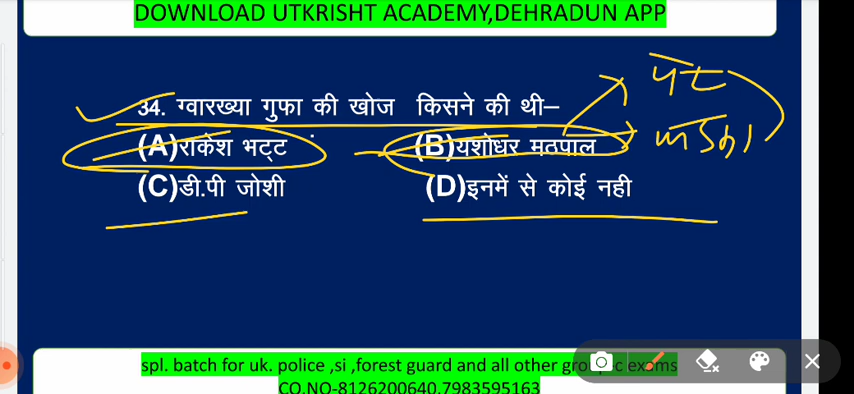 DOWNLOAD UTKRISHT ACADEMY,DEHRADUN APP
34. ग्वारख्या गुफा की खोज किसने की थी–
(A)राकेश भट्ट (B)यशोधर मठपाल
(C)डी.पी जोशी (D)इनमें से कोई नही
spl. batch for uk. police ,si ,forest guard and all other exams
CO.NO-8126200640,7983595163